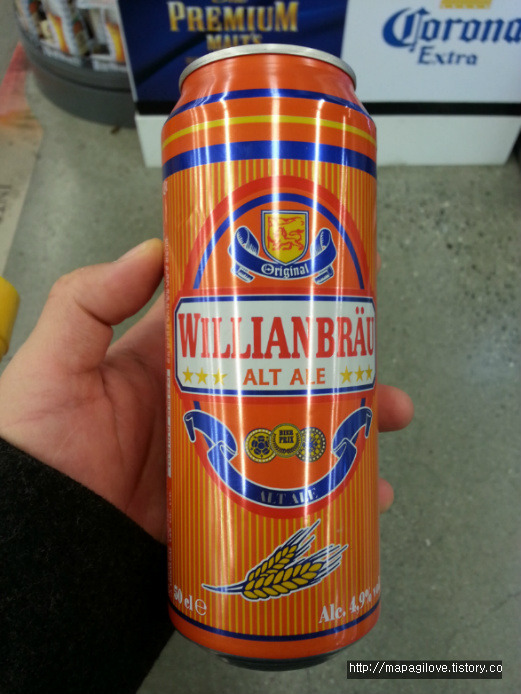 PREMIUM
MALT'S
Corona
Extra
Original
WILLIANBRÄU
ALT ALE
BEER
PRIX
ALT ALE
50 cl e
Alc. 4,9% vol
http://mapagilove.tistory.co